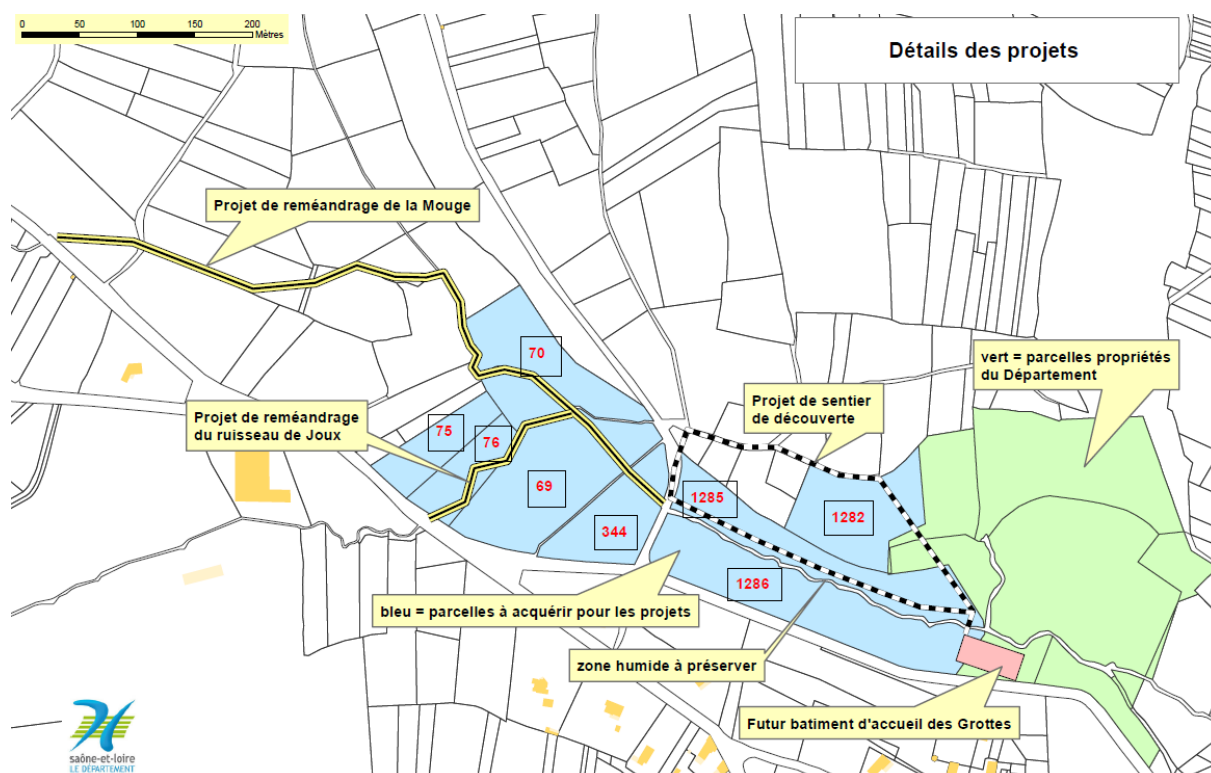 0 50 100 150 200
Mètres
Détails des projets
Projet de reméandrage de la Mouge
70
vert = parcelles propriétés
du Département
Projet de sentier
de découverte
Projet de reméandrage
du ruisseau de Joux
75
76
69
1285
1282
344
1286
bleu = parcelles à acquérir pour les projets
zone humide à préserver
Futur batiment d'accueil des Grottes
saône-et-loire
LE DÉPARTEMENT